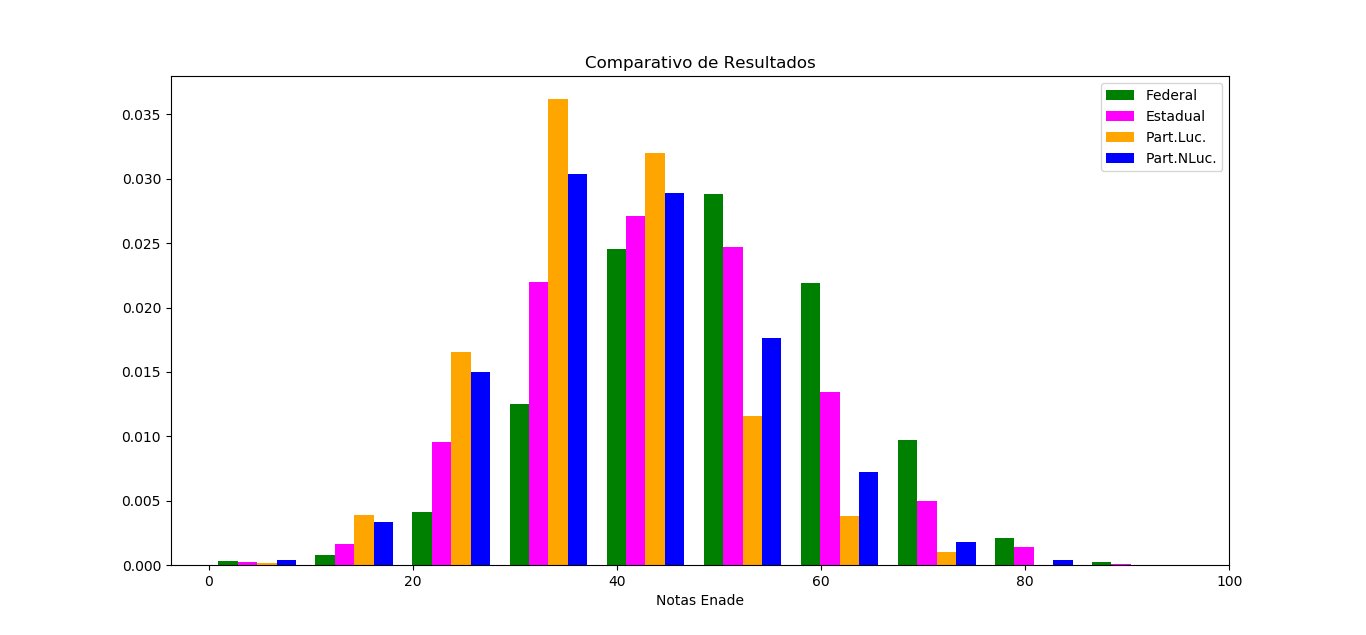 Comparativo de Resultados
Federal
Estadual
Part.Luc.
Part.NLuc.
0.035
0.030
0.025
0.020
0.015
0.010
0.005
0.000
0 20 40 60 80 100
Notas Enade